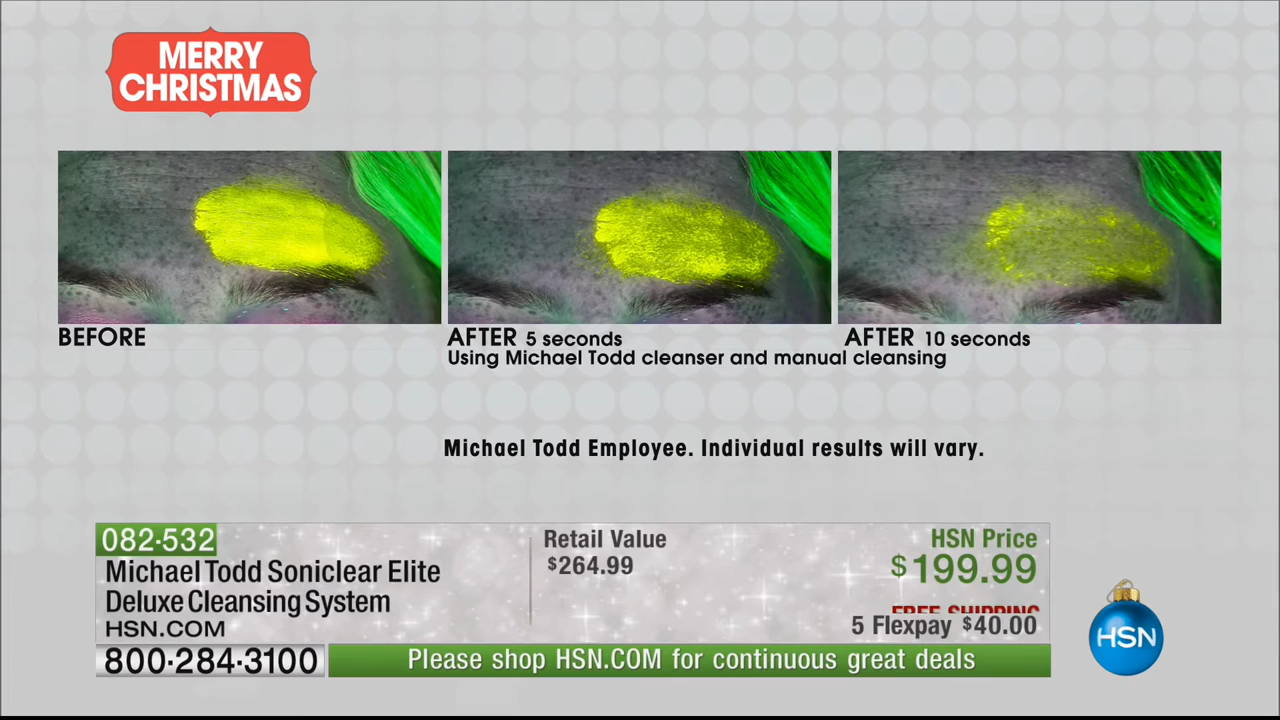 MERRY
CHRISTMAS
BEFORE
AFTER 5 seconds
Using Michael Todd cleanser and manual cleansing
AFTER 10 seconds
Michael Todd Employee. Individual results will vary.
082-532
Michael Todd Soniclear Elite
Deluxe Cleansing System
HSN.COM
Retail Value
$264.99
HSN Price
$199.99
FREE SHIPPING
5 Flexpay $40.00
800-284-3100
Please shop HSN.COM for continuous great deals
HSN